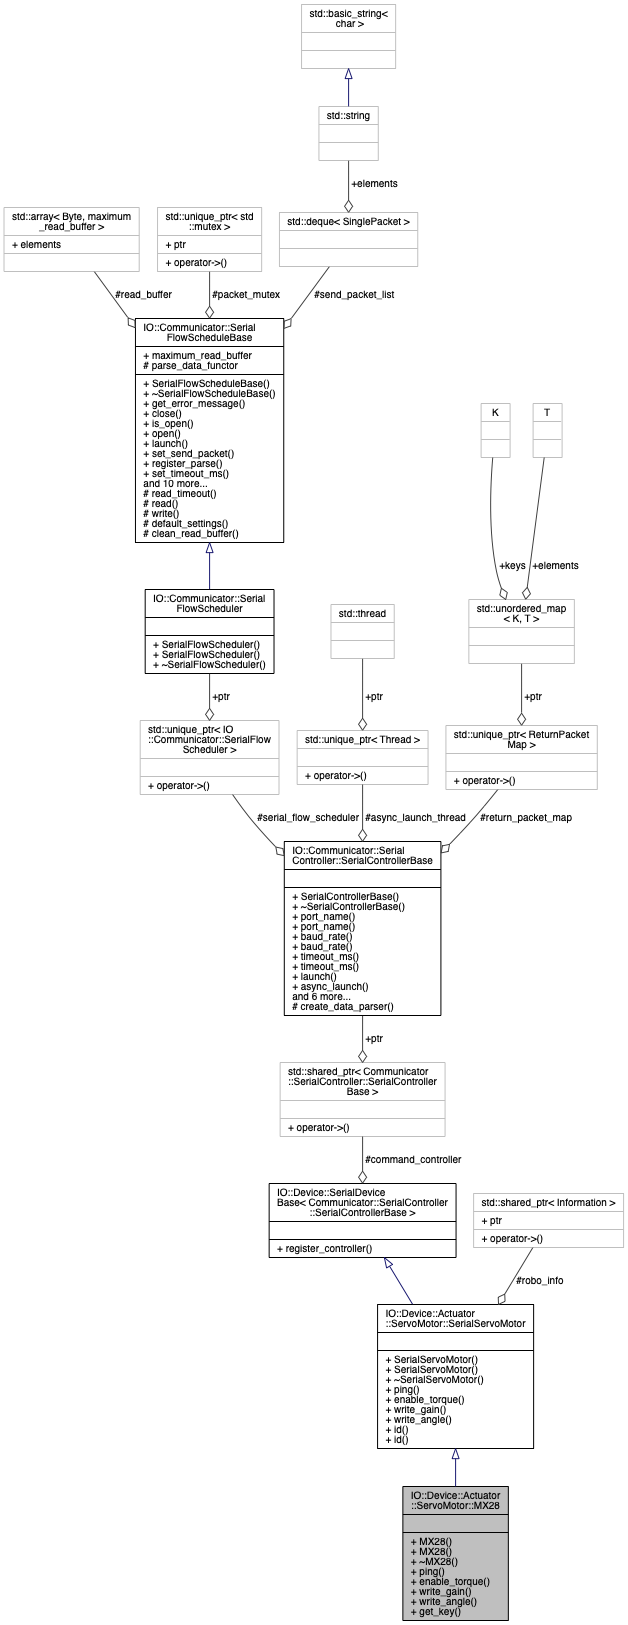 std::basic_string<
char >
std::string
+elements
std::array< Byte, maximum
_read_buffer >
+ elements
std::unique_ptr< std
::mutex >
+ ptr
+ operator->()
std::deque< SinglePacket >
#read_buffer
#packet_mutex
#send_packet_list
IO::Communicator::Serial
FlowScheduleBase
+ maximum_read_buffer
# parse_data_functor
+ SerialFlowScheduleBase()
+ ~SerialFlowScheduleBase()
+ get_error_message()
+ close()
+ is_open()
+ open()
+ launch()
+ set_send_packet()
+ register_parse()
+ set_timeout_ms()
and 10 more...
# read_timeout()
# read()
# write()
# default_settings()
# clean_read_buffer()
K
T
+keys
+elements
IO::Communicator::Serial
FlowScheduler
+ SerialFlowScheduler()
+ SerialFlowScheduler()
+ ~SerialFlowScheduler()
std::thread
std::unordered_map
< K, T >
+ptr
+ptr
+ptr
std::unique_ptr< IO
::Communicator::SerialFlow
Scheduler >
+ operator->()
std::unique_ptr< Thread >
+ operator->()
std::unique_ptr< ReturnPacket
Map >
+ operator->()
#serial_flow_scheduler
#async_launch_thread
#return_packet_map
IO::Communicator::Serial
Controller::SerialControllerBase
+ SerialControllerBase()
+ ~SerialControllerBase()
+ port_name()
+ port_name()
+ baud_rate()
+ baud_rate()
+ timeout_ms()
+ timeout_ms()
+ launch()
+ async_launch()
and 6 more...
# create_data_parser()
+ptr
std::shared_ptr< Communicator
::SerialController::SerialController
Base >
+ operator->()
#command_controller
IO::Device::SerialDevice
Base< Communicator::SerialController
::SerialControllerBase >
+ register_controller()
std::shared_ptr< Information >
+ ptr
+ operator->()
#robo_info
IO::Device::Actuator
::ServoMotor::SerialServoMotor
+ SerialServoMotor()
+ SerialServoMotor()
+ ~SerialServoMotor()
+ ping()
+ enable_torque()
+ write_gain()
+ write_angle()
+ id()
+ id()
IO::Device::Actuator
::ServoMotor::MX28
+ MX28()
+ MX28()
+ ~MX28()
+ ping()
+ enable_torque()
+ write_gain()
+ write_angle()
+ get_key()